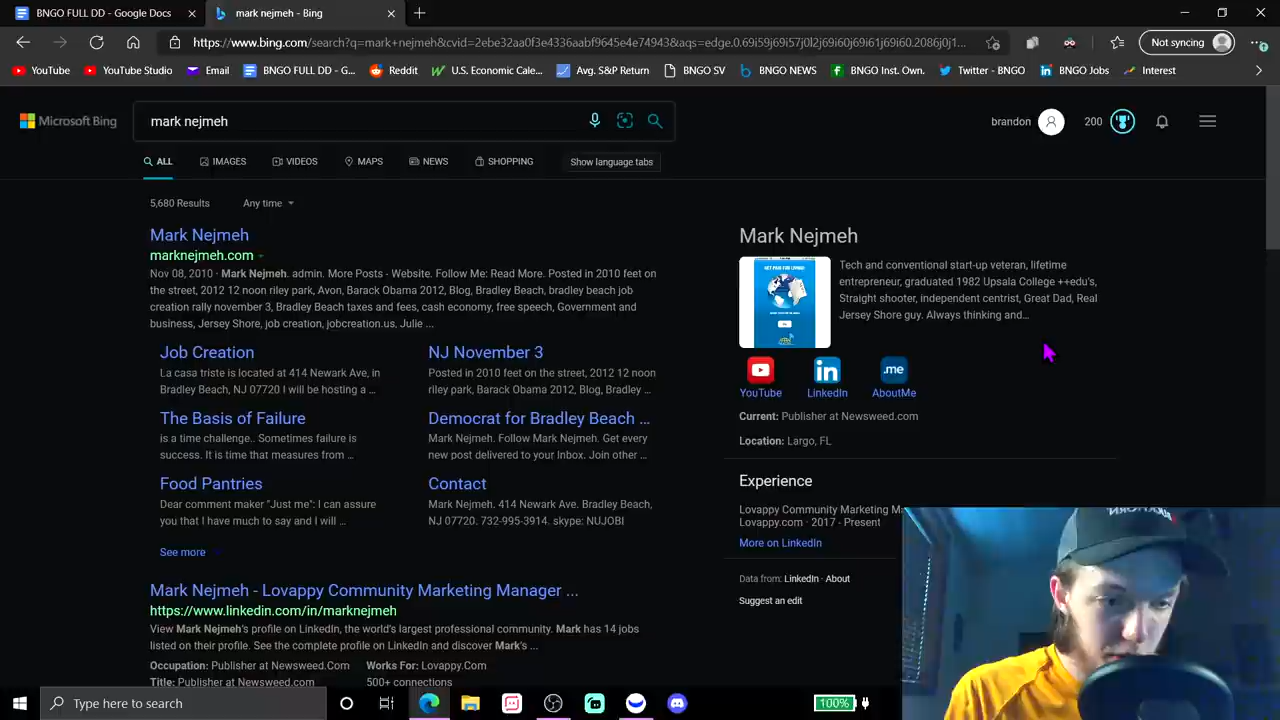 BNGO FULL DD - Google Docs
mark nejmeh - Bing
https://www.bing.com/search?q=mark+nejmeh&cvid=2ebe32aa0f3e4336aabf9645e4e74943&aqs=edge.0.69i59j69i57j0l2j69i60j69i61j69i60.2086j0j1...
Not syncing
YouTube
YouTube Studio
Email
BNGO FULL DD - G...
Reddit
U.S. Economic Cale...
Avg. S&P Return
BNGO SV
BNGO NEWS
BNGO Inst. Own.
Twitter - BNGO
BNGO Jobs
Interest
Microsoft Bing
mark nejmeh
brandon
200
ALL
IMAGES
VIDEOS
MAPS
NEWS
SHOPPING
Show language tabs
5,680 Results
Any time
Mark Nejmeh
marknejmeh.com
Nov 08, 2010 · Mark Nejmeh. admin. More Posts - Website. Follow Me: Read More. Posted in 2010 feet on
the street, 2012 12 noon riley park, Avon, Barack Obama 2012, Blog, Bradley Beach, bradley beach job
creation rally november 3, Bradley Beach taxes and fees, cash economy, free speech, Government and
business, Jersey Shore, job creation, jobcreation.us. Julie ...
Job Creation
La casa triste is located at 414 Newark Ave, in
Bradley Beach, NJ 07720 I will be hosting a ...
NJ November 3
Posted in 2010 feet on the street, 2012 12 noon
riley park, Barack Obama 2012, Blog, Bradley ...
The Basis of Failure
is a time challenge.. Sometimes failure is
success. It is time that measures from ...
Democrat for Bradley Beach ...
Mark Nejmeh. Follow Mark Nejmeh. Get every
new post delivered to your Inbox. Join other ...
Food Pantries
Dear comment maker "Just me": I can assure
you that I have much to say and I will ...
Contact
Mark Nejmeh. 414 Newark Ave. Bradley Beach,
NJ 07720. 732-995-3914. skype: NUJOBI
See more
Mark Nejmeh - Lovappy Community Marketing Manager ...
https://www.linkedin.com/in/marknejmeh
View Mark Nejmeh's profile on LinkedIn, the world's largest professional community. Mark has 14 jobs
listed on their profile. See the complete profile on LinkedIn and discover Mark's ...
Occupation: Publisher at Newsweed.Com
Works For: Lovappy.Com
Title: Publisher at Newsweed.com
500+ connections
Mark Nejmeh
Tech and conventional start-up veteran, lifetime
entrepreneur, graduated 1982 Upsala College ++edu's,
Straight shooter, independent centrist, Great Dad, Real
Jersey Shore guy. Always thinking and...
YouTube
LinkedIn
.me
AboutMe
Current: Publisher at Newsweed.com
Location: Largo, FL
Experience
Lovappy Community Marketing M
Lovappy.com · 2017 - Present
More on LinkedIn
Data from: LinkedIn · About
Suggest an edit
Type here to search
100%